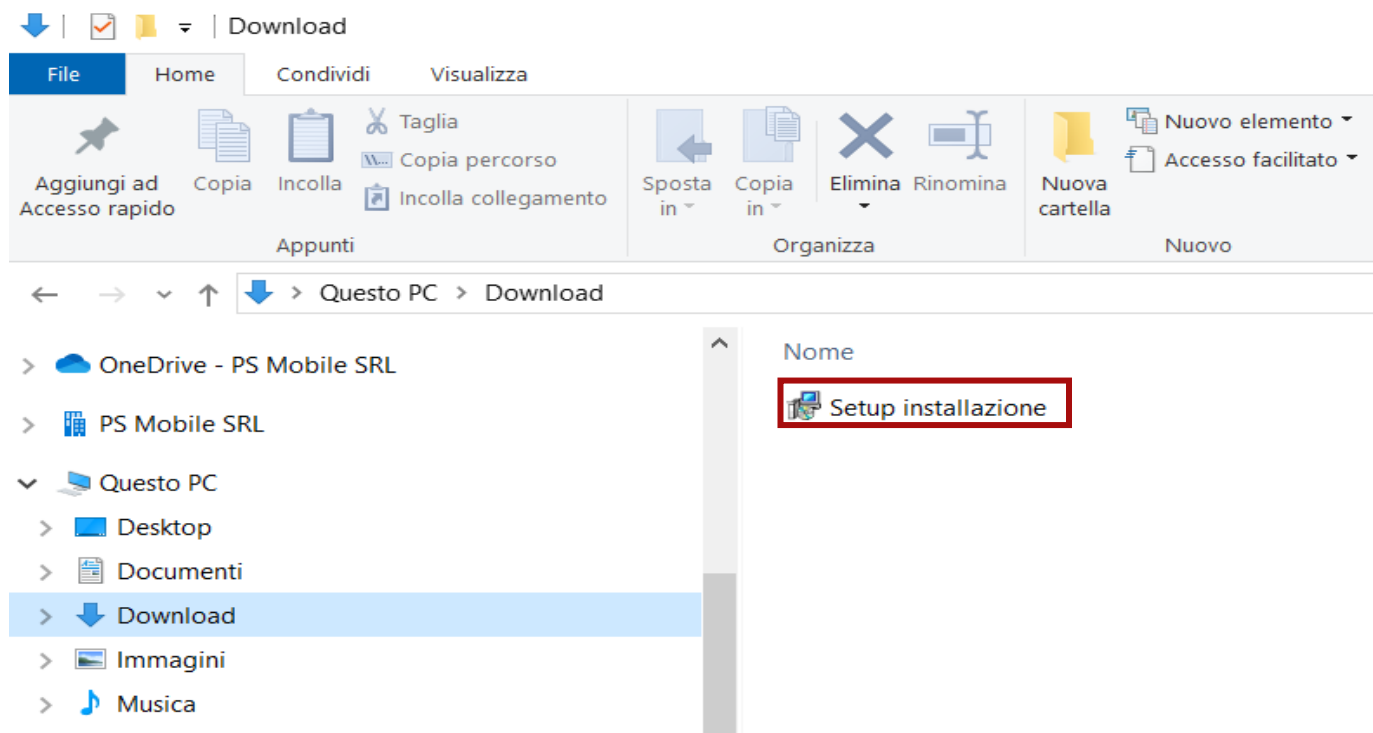 Download
File Home Condividi Visualizza
Aggiungi ad
Accesso rapido
Copia
Incolla
Taglia
Copia percorso
Incolla collegamento
Appunti
Sposta
in
Copia
in
Elimina
Rinomina
Organizza
Nuova
cartella
Nuovo elemento
Accesso facilitato
Nuovo
Questo PC > Download
OneDrive - PS Mobile SRL
PS Mobile SRL
Questo PC
Desktop
Documenti
Download
Immagini
Musica
Nome
Setup installazione